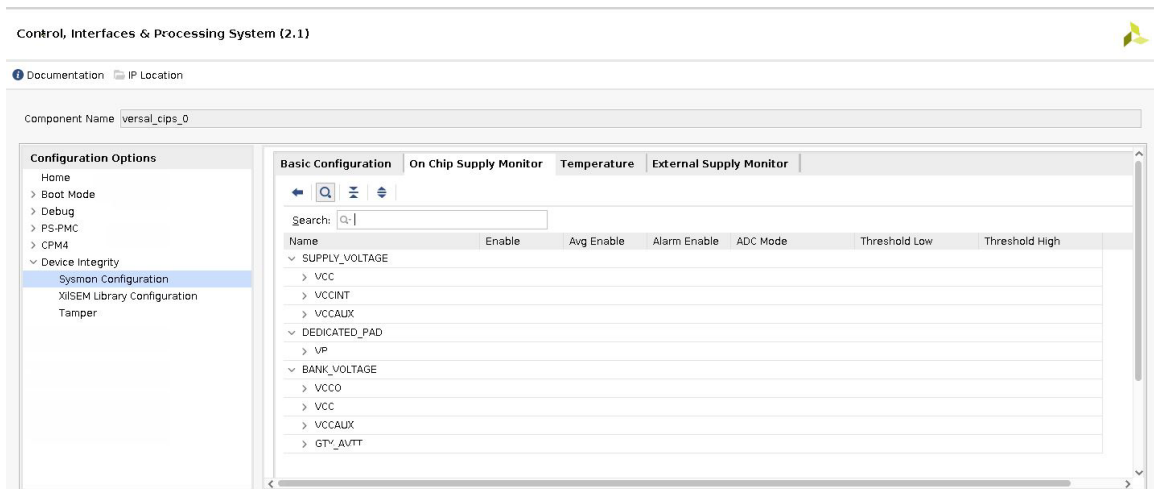 Control, Interfaces & Processing System (2.1)
Documentation IP Location
Component Name versal_cips_0
Configuration Options
Home
Boot Mode
Debug
PS-PMC
CPM4
Device Integrity
Sysmon Configuration
XilSEM Library Configuration
Tamper
Basic Configuration On Chip Supply Monitor Temperature External Supply Monitor
Search: Q-
Name Enable Avg Enable Alarm Enable ADC Mode Threshold Low Threshold High
SUPPLY_VOLTAGE
VCC
VCCINT
VCCAUX
DEDICATED_PAD
VP
BANK_VOLTAGE
VCCO
VCC
VCCAUX
GTY_AVTT